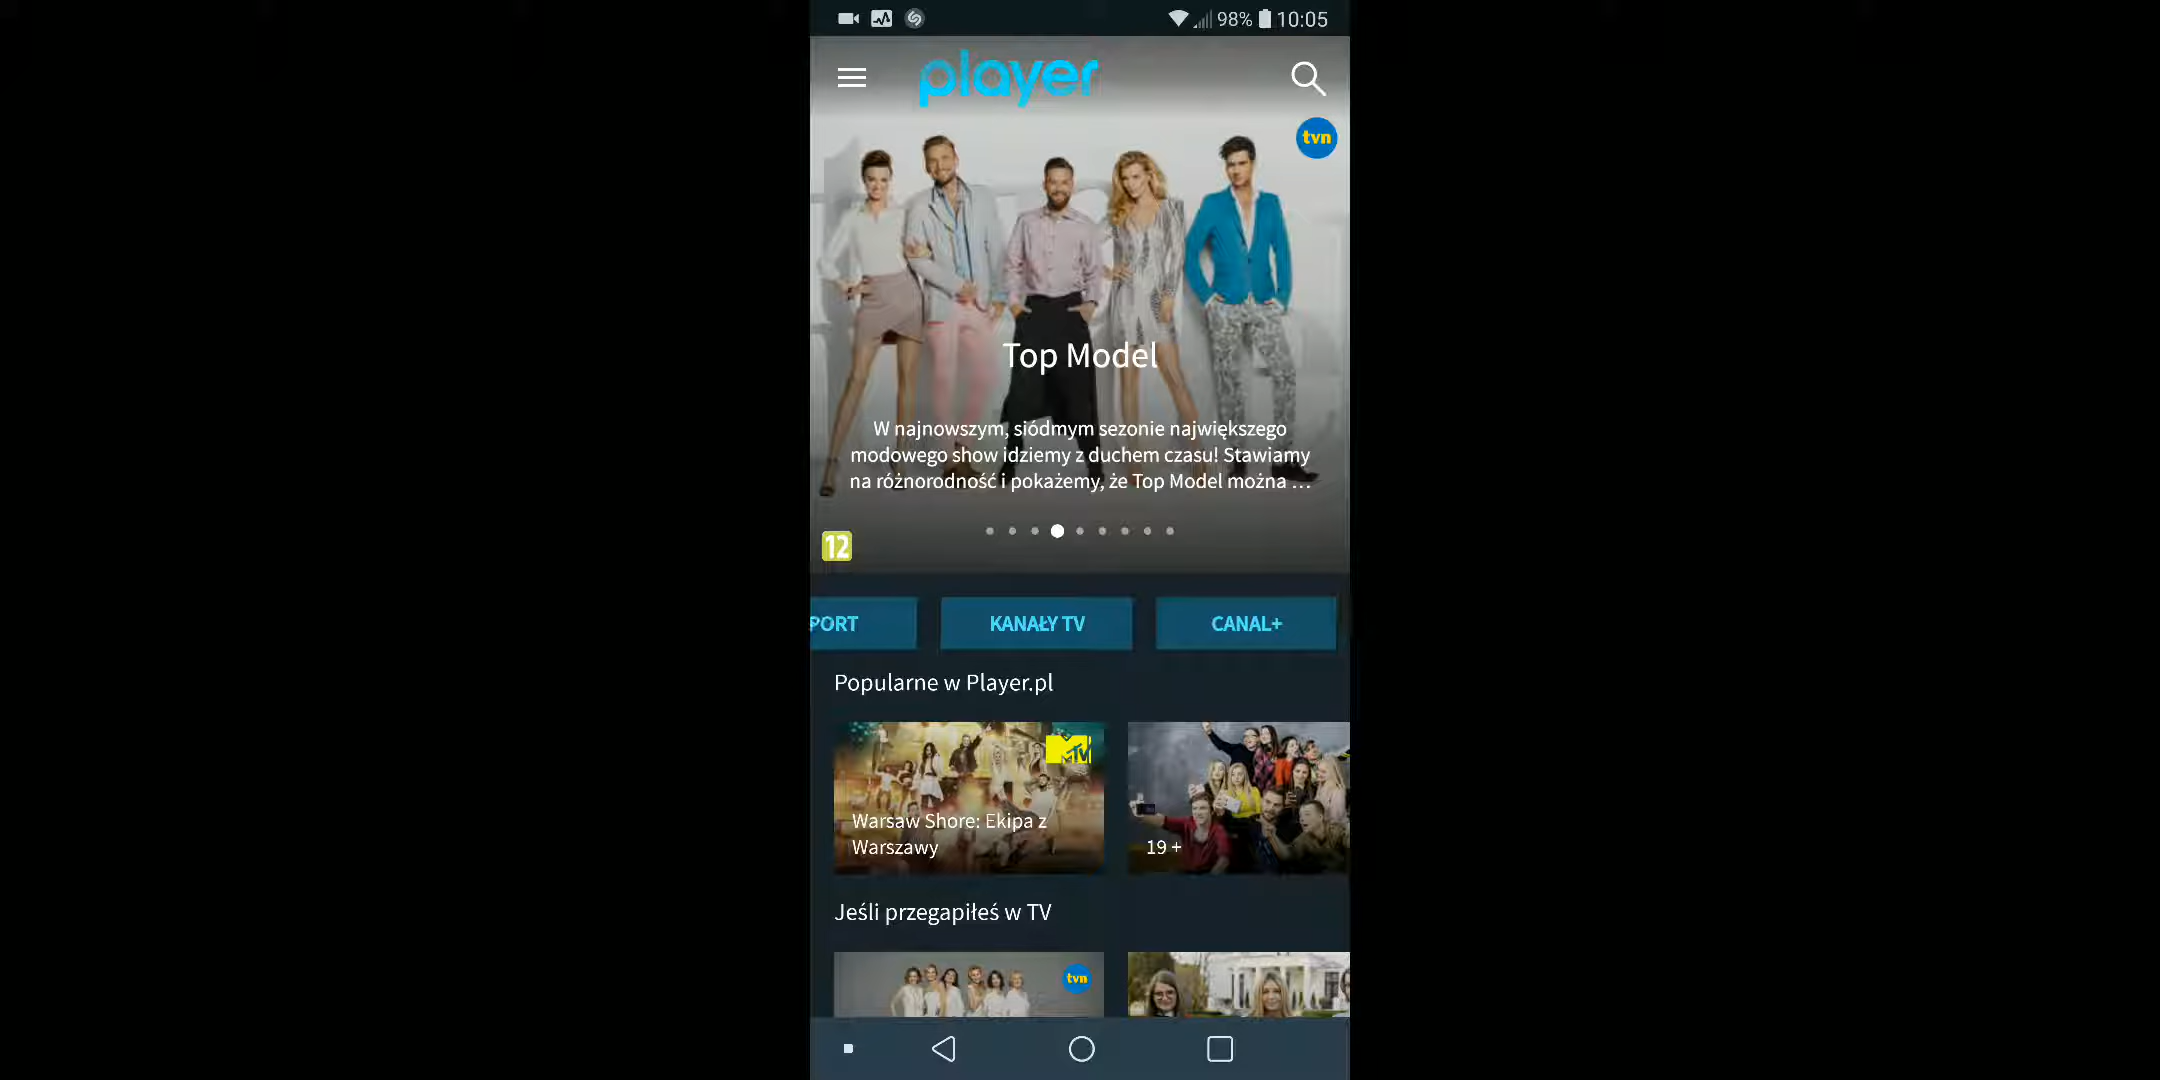 98% 10:05
player
tvn
Top Model
W najnowszym, siódmym sezonie największego
modowego show idziemy z duchem czasu! Stawiamy
na różnorodność i pokażemy, że Top Model można ...
12
PORT KANAŁY TV CANAL+
Popularne w Player.pl
MTV
Warsaw Shore: Ekipa z
Warszawy
19 +
Jeśli przegapiłeś w TV
tvn